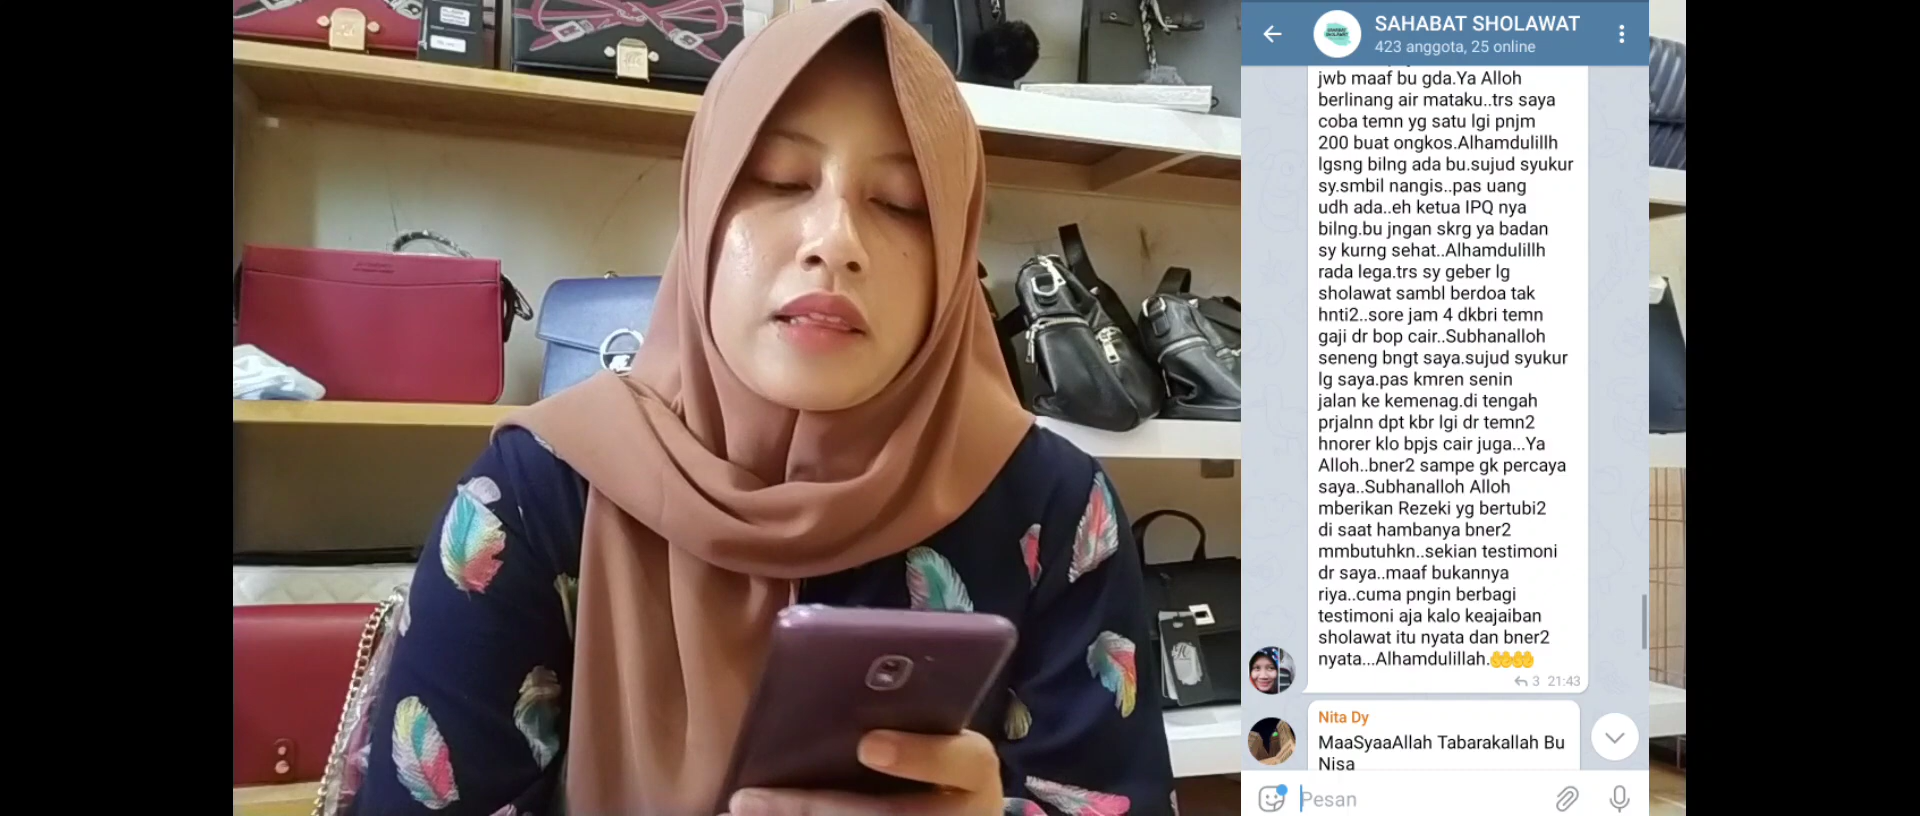 SAHABAT SHOLAWAT
423 anggota, 25 online
jwb maaf bu gda.Ya Alloh
berlinang air mataku..trs saya
coba temn yg satu lgi pnjm
200 buat ongkos.Alhamdulillh
lgsng bilng ada bu.sujud syukur
sy.smbil nangis..pas uang
udh ada..eh ketua IPQ nya
bilng.bu jngan skrg ya badan
sy kurng sehat..Alhamdulillh
rada lega.trs sy geber lg
sholawat sambl berdoa tak
hnti2..sore jam 4 dkbri temn
gaji dr bop cair..Subhanalloh
seneng bngt saya.sujud syukur
lg saya.pas kmren senin
jalan ke kemenag.di tengah
prjalnn dpt kbr lgi dr temn2
hnorer klo bpjs cair juga...Ya
Alloh..bner2 sampe gk percaya
saya..Subhanalloh Alloh
mberikan Rezeki yg bertubi2
di saat hambanya bner2
mmbutuhkn..sekian testimoni
dr saya..maaf bukannya
riya..cuma pngin berbagi
testimoni aja kalo keajaiban
sholawat itu nyata dan bner2
nyata...Alhamdulillah.🤲🤲
3 21:43
Nita Dy
MaaSyaaAllah Tabarakallah Bu
Nisa
Pesan